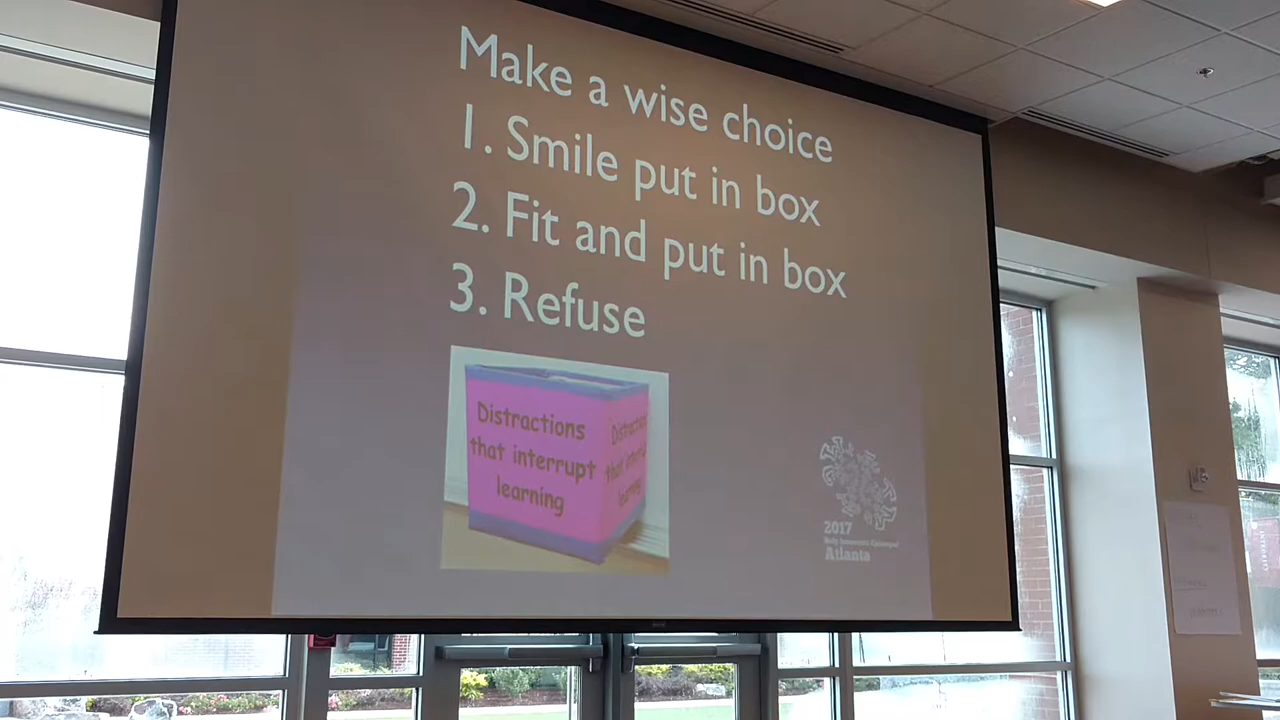 Make a wise choice
1. Smile put in box
2. Fit and put in box
3. Refuse
Distractions
that interrupt
learning
2017
Atlanta